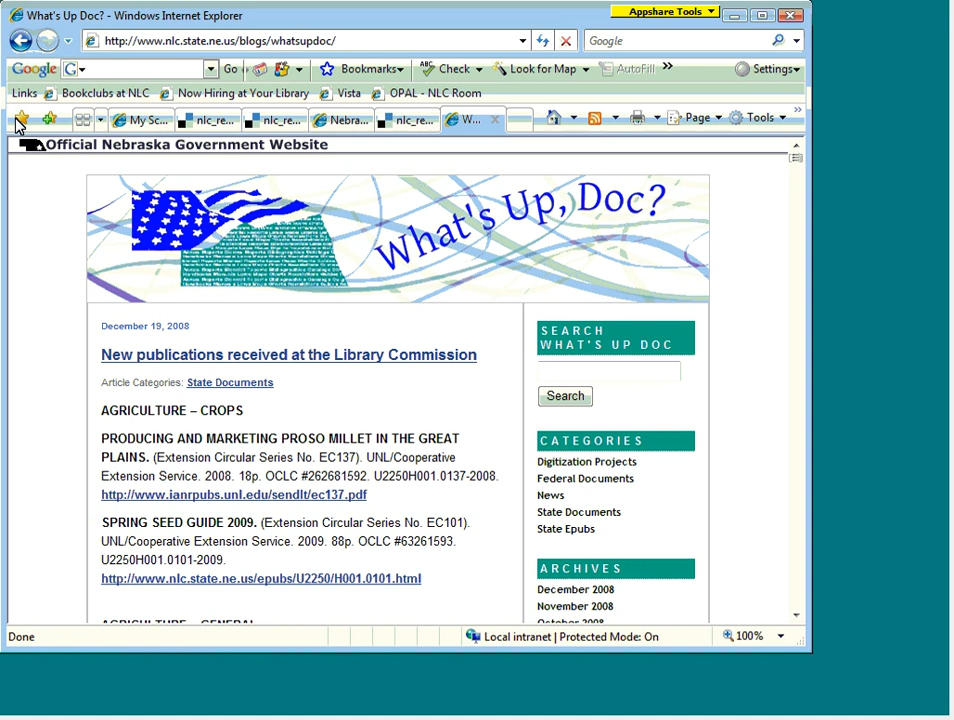 What's Up Doc? - Windows Internet Explorer
Appshare Tools
http://www.nlc.state.ne.us/blogs/whatsupdoc/
Google
Google G Go Bookmarks ABC Check Look for Map AutoFill » Settings
Links Bookclubs at NLC Now Hiring at Your Library Vista OPAL - NLC Room
My Sc... nlc_re... nlc_re... Nebra... nlc_re... W... Page Tools »
Official Nebraska Government Website
What's Up, Doc?
December 19, 2008
New publications received at the Library Commission
Article Categories: State Documents
AGRICULTURE – CROPS
PRODUCING AND MARKETING PROSO MILLET IN THE GREAT
PLAINS. (Extension Circular Series No. EC137). UNL/Cooperative
Extension Service. 2008. 18p. OCLC #262681592. U2250H001.0137-2008.
http://www.ianrpubs.unl.edu/sendIt/ec137.pdf
SPRING SEED GUIDE 2009. (Extension Circular Series No. EC101).
UNL/Cooperative Extension Service. 2009. 88p. OCLC #63261593.
U2250H001.0101-2009.
http://www.nlc.state.ne.us/epubs/U2250/H001.0101.html
AGRICULTURE – GENERAL
SEARCH
WHAT'S UP DOC
Search
CATEGORIES
Digitization Projects
Federal Documents
News
State Documents
State Epubs
ARCHIVES
December 2008
November 2008
October 2008
Done
Local intranet | Protected Mode: On
100%